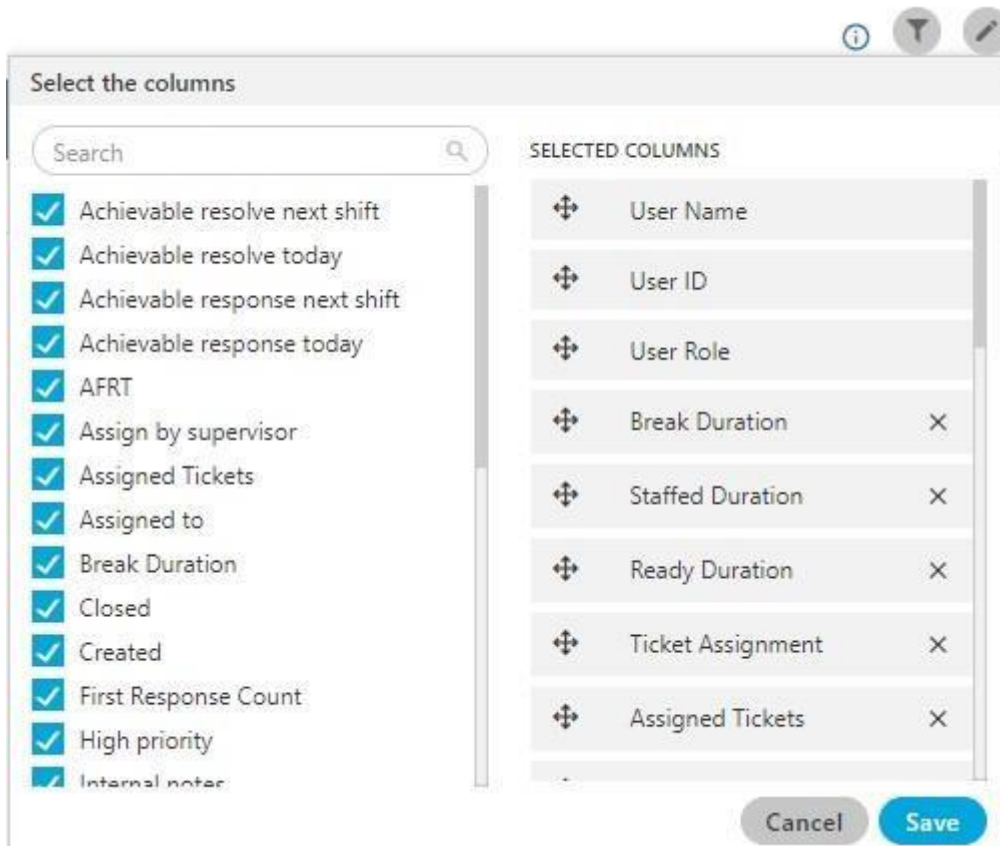 Select the columns
Search
Achievable resolve next shift
Achievable resolve today
Achievable response next shift
Achievable response today
AFRT
Assign by supervisor
Assigned Tickets
Assigned to
Break Duration
Closed
Created
First Response Count
High priority
Internal notes
SELECTED COLUMNS
User Name
User ID
User Role
Break Duration
Staffed Duration
Ready Duration
Ticket Assignment
Assigned Tickets
Cancel
Save